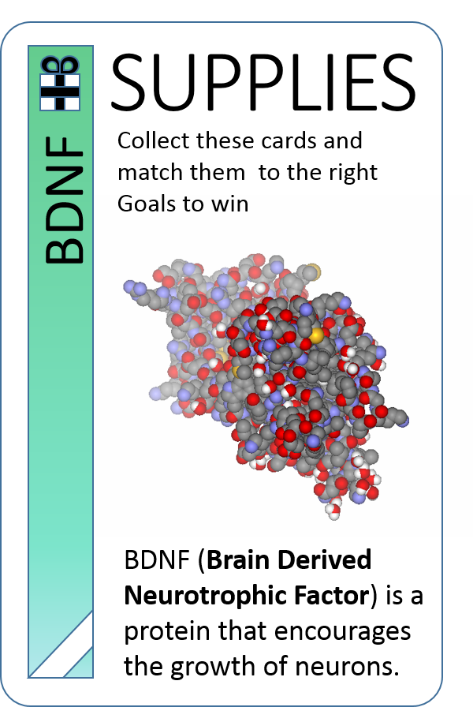 BDNF
SUPPLIES
Collect these cards and
match them to the right
Goals to win
BDNF (Brain Derived
Neurotrophic Factor) is a
protein that encourages
the growth of neurons.